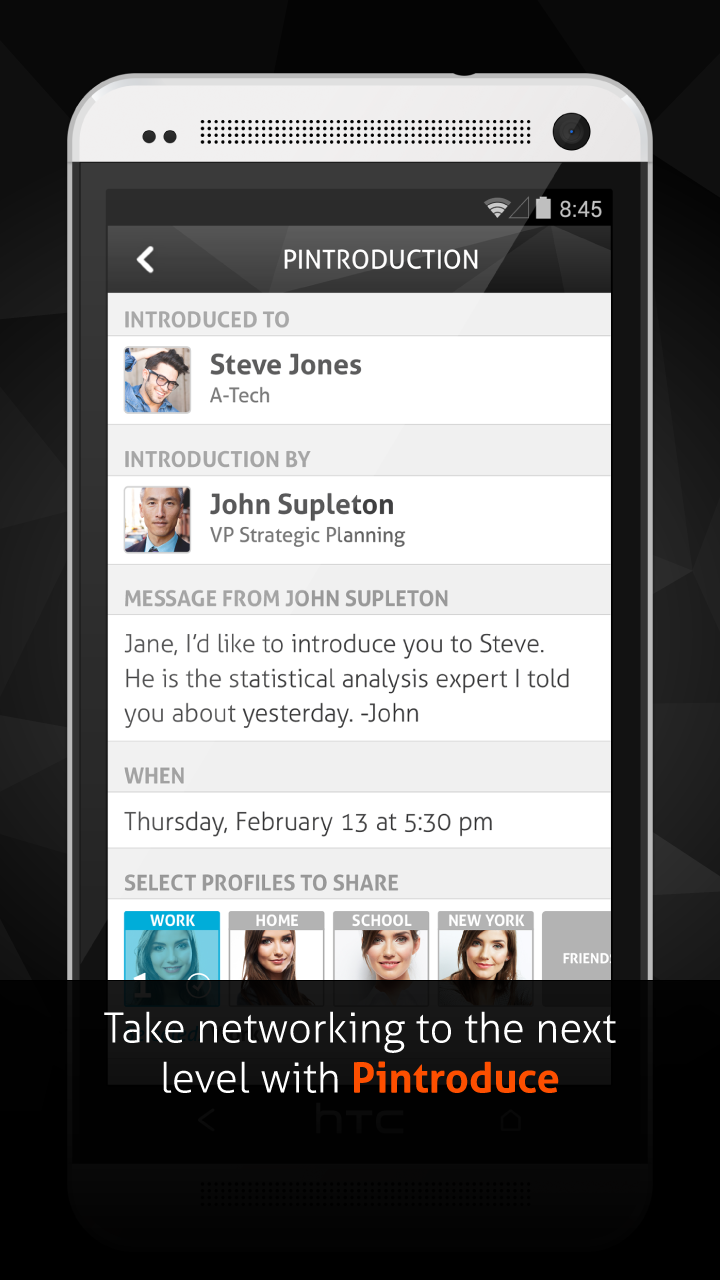 8:45
PINTRODUCTION
INTRODUCED TO
Steve Jones
A-Tech
INTRODUCTION BY
John Supleton
VP Strategic Planning
MESSAGE FROM JOHN SUPLETON
Jane, I'd like to introduce you to Steve.
He is the statistical analysis expert I told
you about yesterday. -John
WHEN
Thursday, February 13 at 5:30 pm
SELECT PROFILES TO SHARE
WORK HOME SCHOOL NEW YORK
FRIEND
1
Take networking to the next
level with Pintroduce
hTC